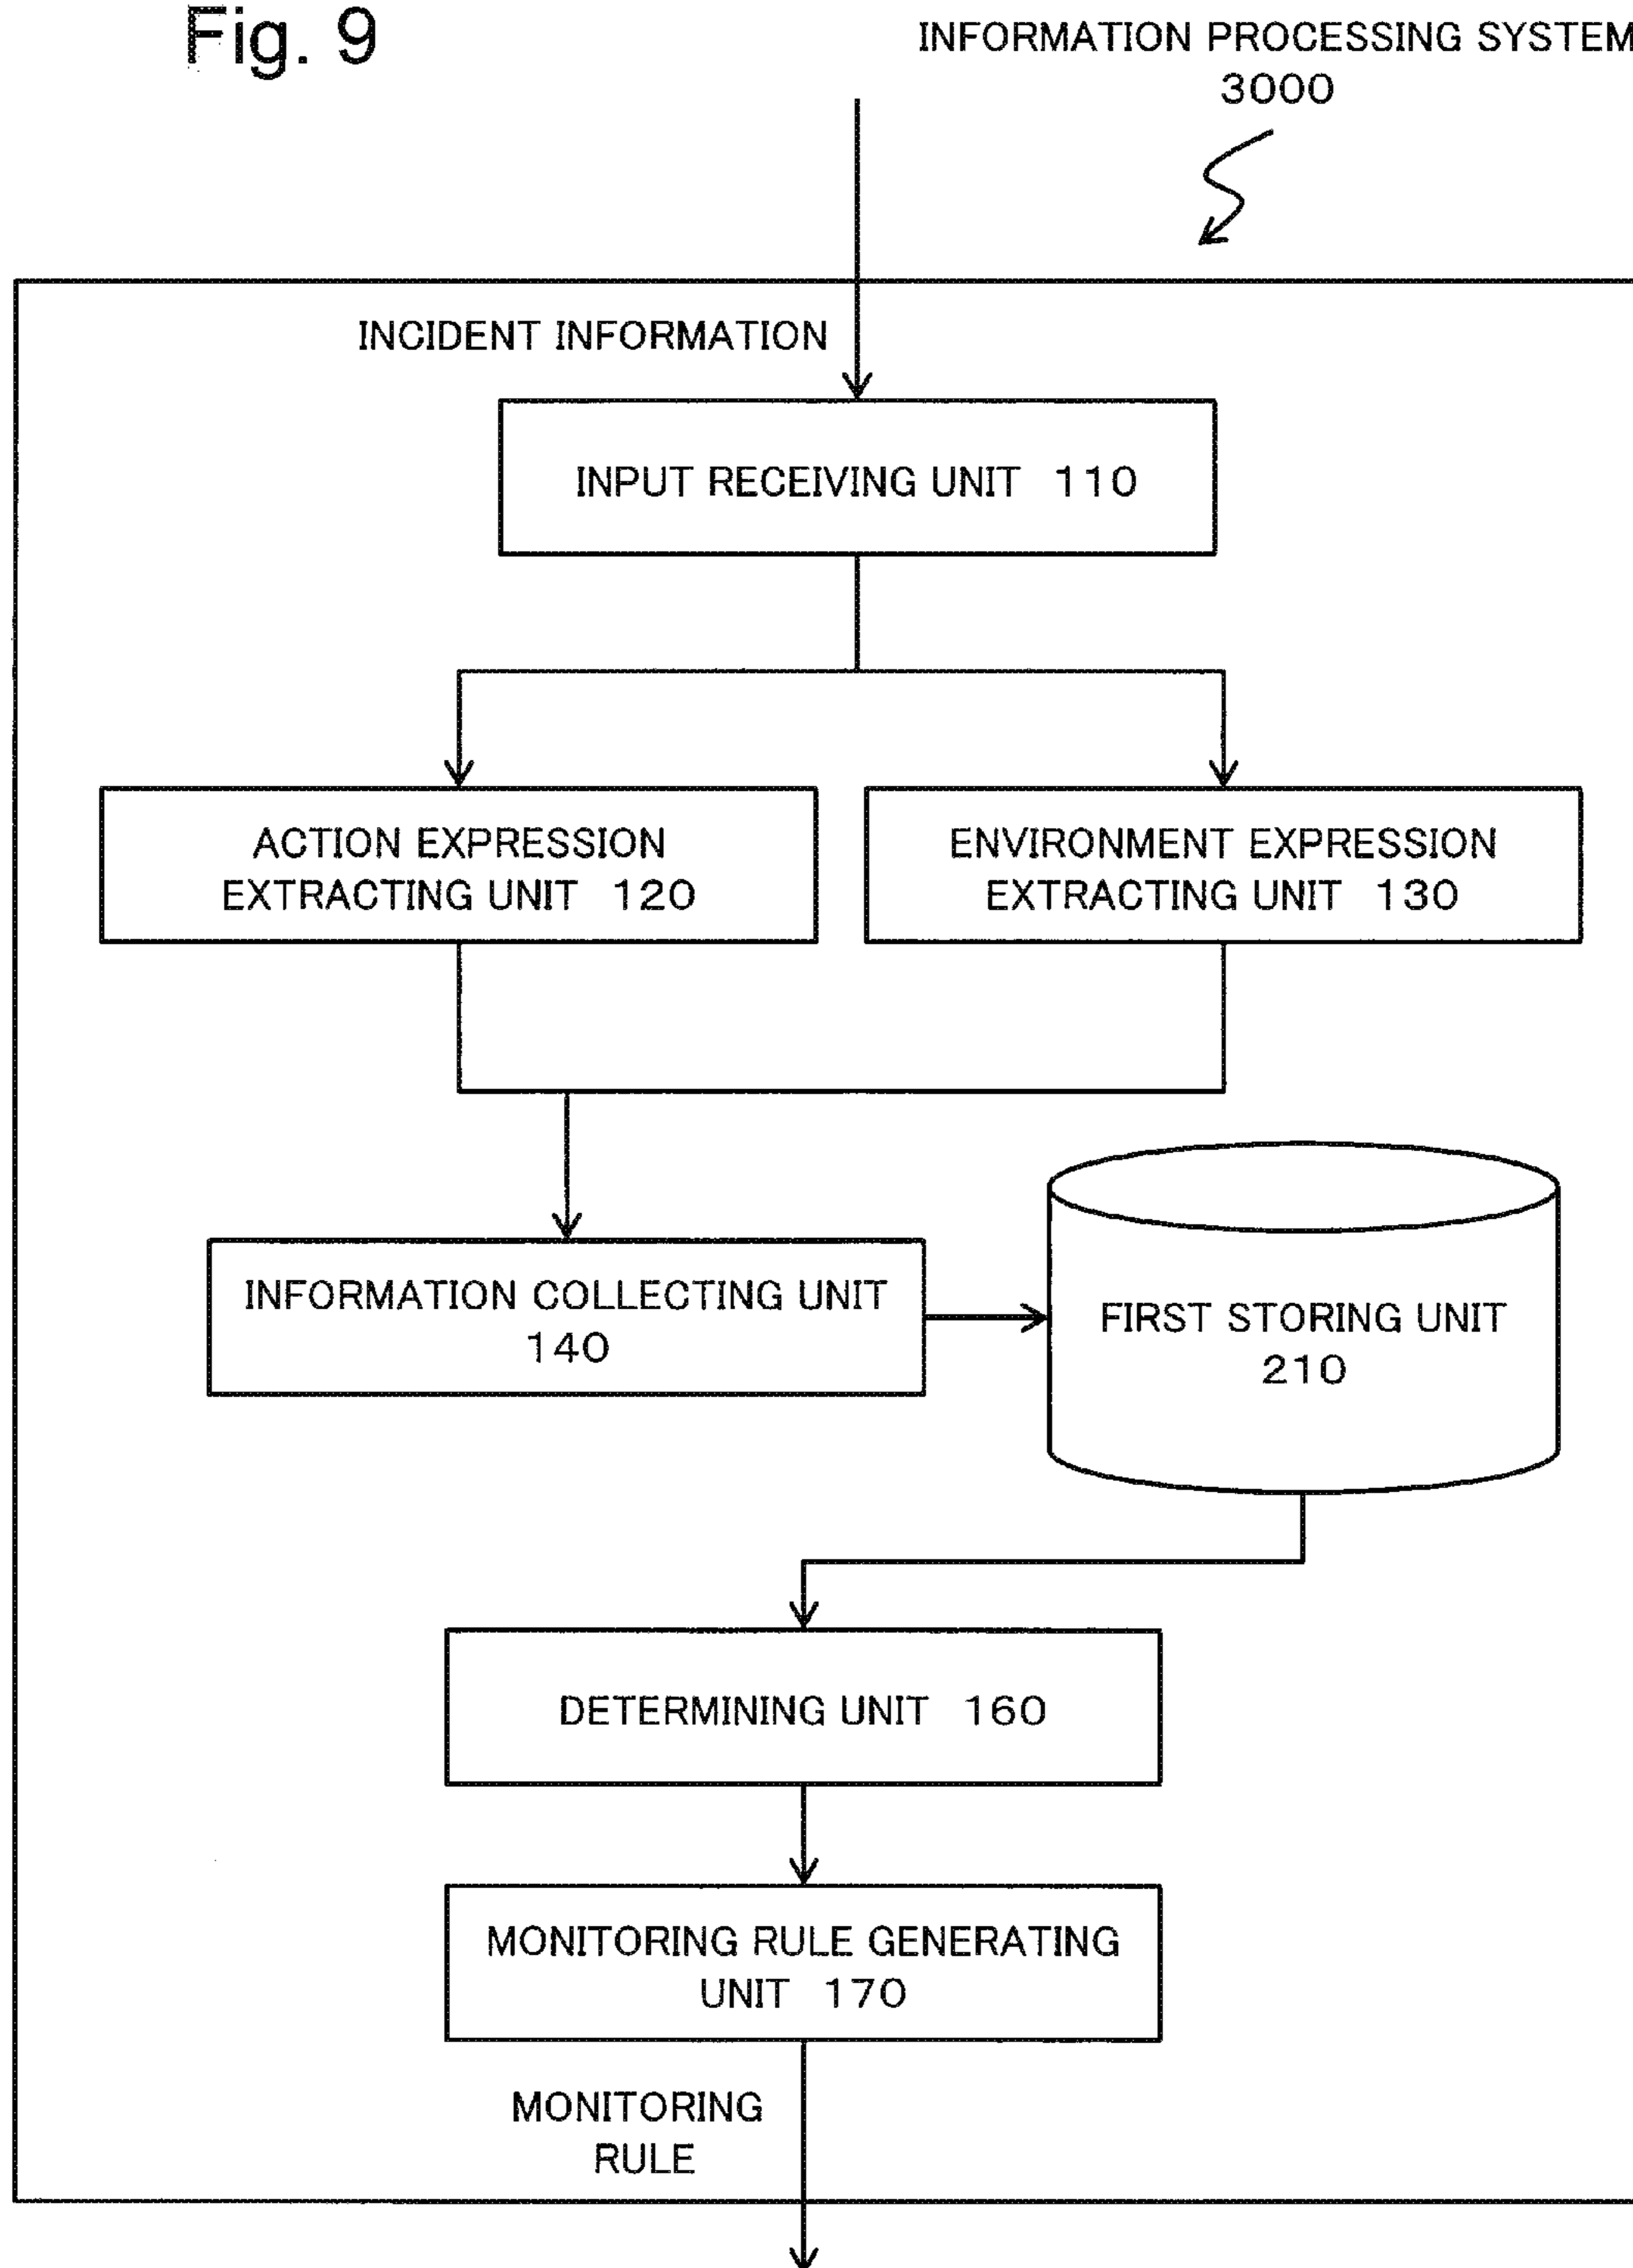 Fig. 9
INFORMATION PROCESSING SYSTEM
3000
INCIDENT INFORMATION
INPUT RECEIVING UNIT 110
ACTION EXPRESSION
EXTRACTING UNIT 120
ENVIRONMENT EXPRESSION
EXTRACTING UNIT 130
INFORMATION COLLECTING UNIT
140
FIRST STORING UNIT
210
DETERMINING UNIT 160
MONITORING RULE GENERATING
UNIT 170
MONITORING
RULE